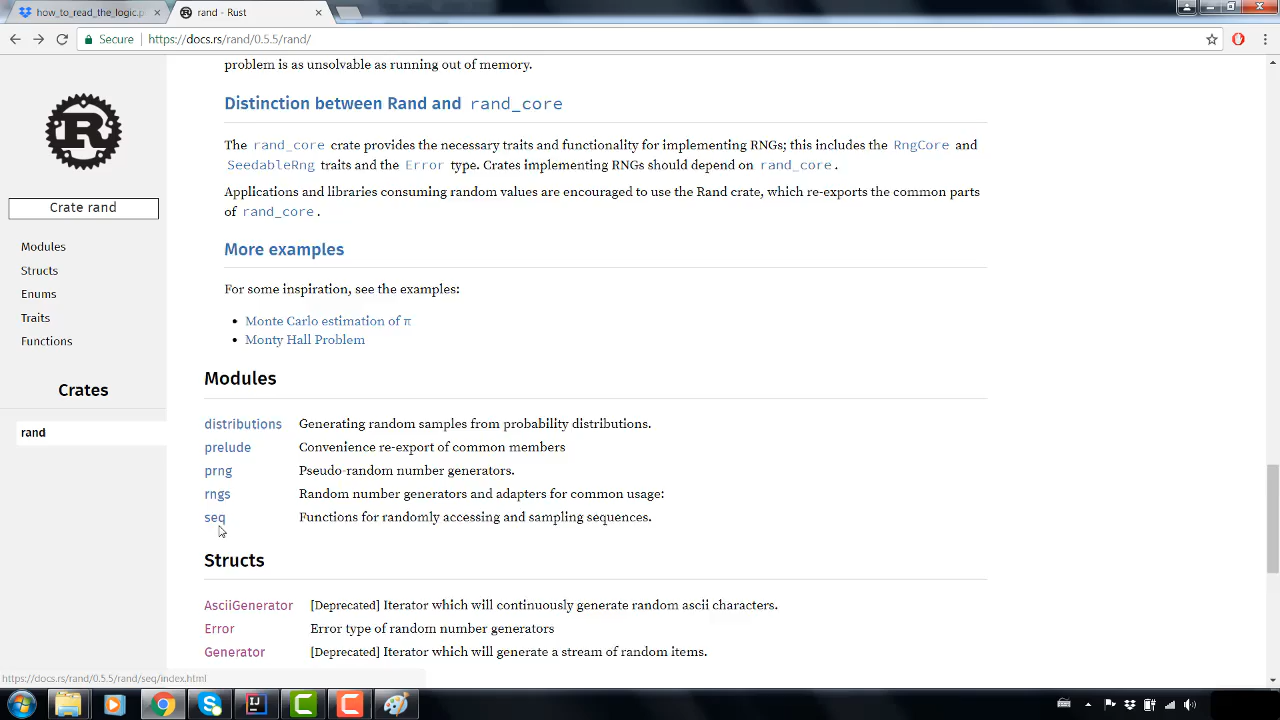 how_to_read_the_logic.p
rand - Rust
Secure
https://docs.rs/rand/0.5.5/rand/
problem is as unsolvable as running out of memory.
Distinction between Rand and rand_core
The rand_core crate provides the necessary traits and functionality for implementing RNGs; this includes the RngCore and
SeedableRng traits and the Error type. Crates implementing RNGs should depend on rand_core.
Applications and libraries consuming random values are encouraged to use the Rand crate, which re-exports the common parts
of rand_core.
More examples
For some inspiration, see the examples:
• Monte Carlo estimation of π
• Monty Hall Problem
Modules
distributions Generating random samples from probability distributions.
prelude Convenience re-export of common members
prng Pseudo-random number generators.
rngs Random number generators and adapters for common usage:
seq Functions for randomly accessing and sampling sequences.
Structs
AsciiGenerator [Deprecated] Iterator which will continuously generate random ascii characters.
Error Error type of random number generators
Generator [Deprecated] Iterator which will generate a stream of random items.
R
Crate rand
Modules
Structs
Enums
Traits
Functions
Crates
rand
https://docs.rs/rand/0.5.5/rand/seq/index.html